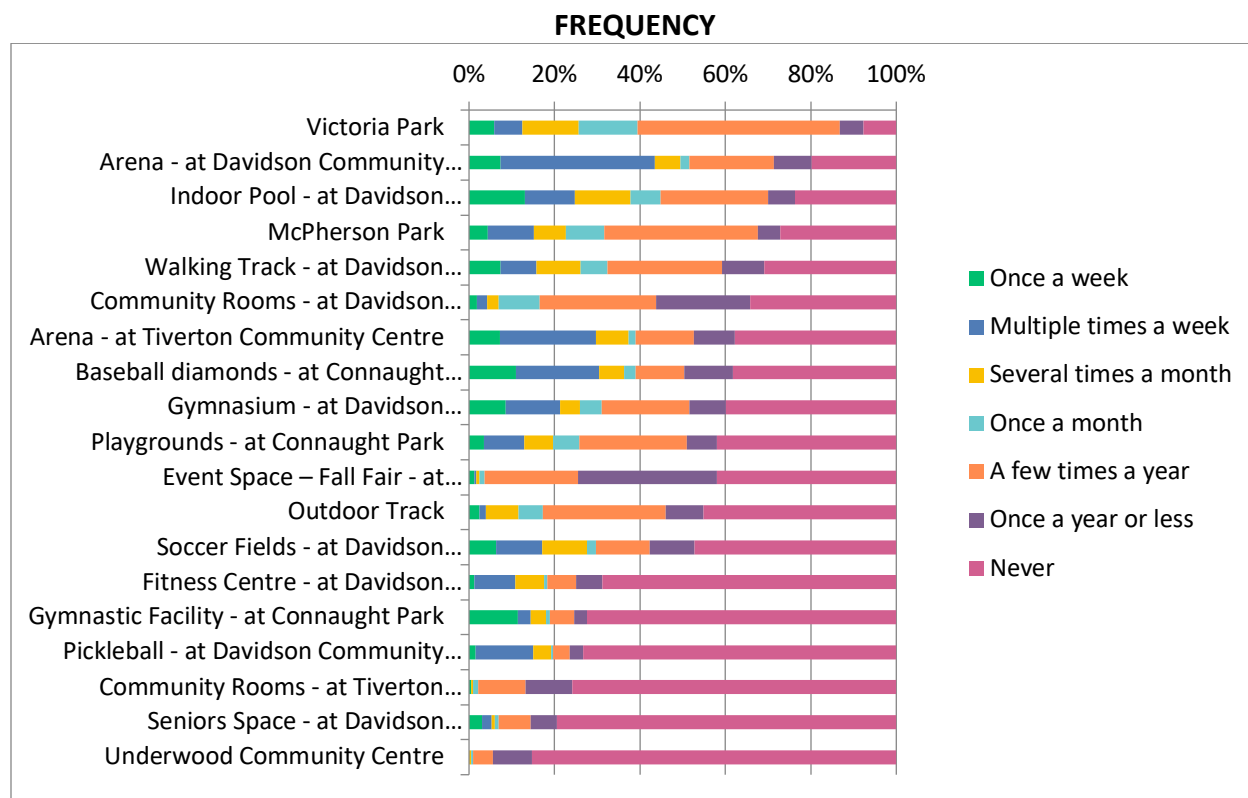 FREQUENCY
0% 20% 40% 60% 80% 100%
Victoria Park
Arena - at Davidson Community...
Indoor Pool - at Davidson...
McPherson Park
Walking Track - at Davidson...
Community Rooms - at Davidson...
Arena - at Tiverton Community Centre
Baseball diamonds - at Connaught...
Gymnasium - at Davidson...
Playgrounds - at Connaught Park
Event Space – Fall Fair - at...
Outdoor Track
Soccer Fields - at Davidson...
Fitness Centre - at Davidson...
Gymnastic Facility - at Connaught Park
Pickleball - at Davidson Community...
Community Rooms - at Tiverton...
Seniors Space - at Davidson...
Underwood Community Centre
Once a week
Multiple times a week
Several times a month
Once a month
A few times a year
Once a year or less
Never